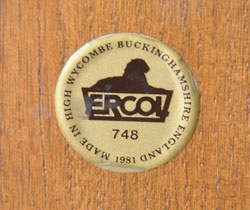 MADE IN HIGH WYCOMBE BUCKINGHAMSHIRE ENGLAND
ERCOL
748
1981